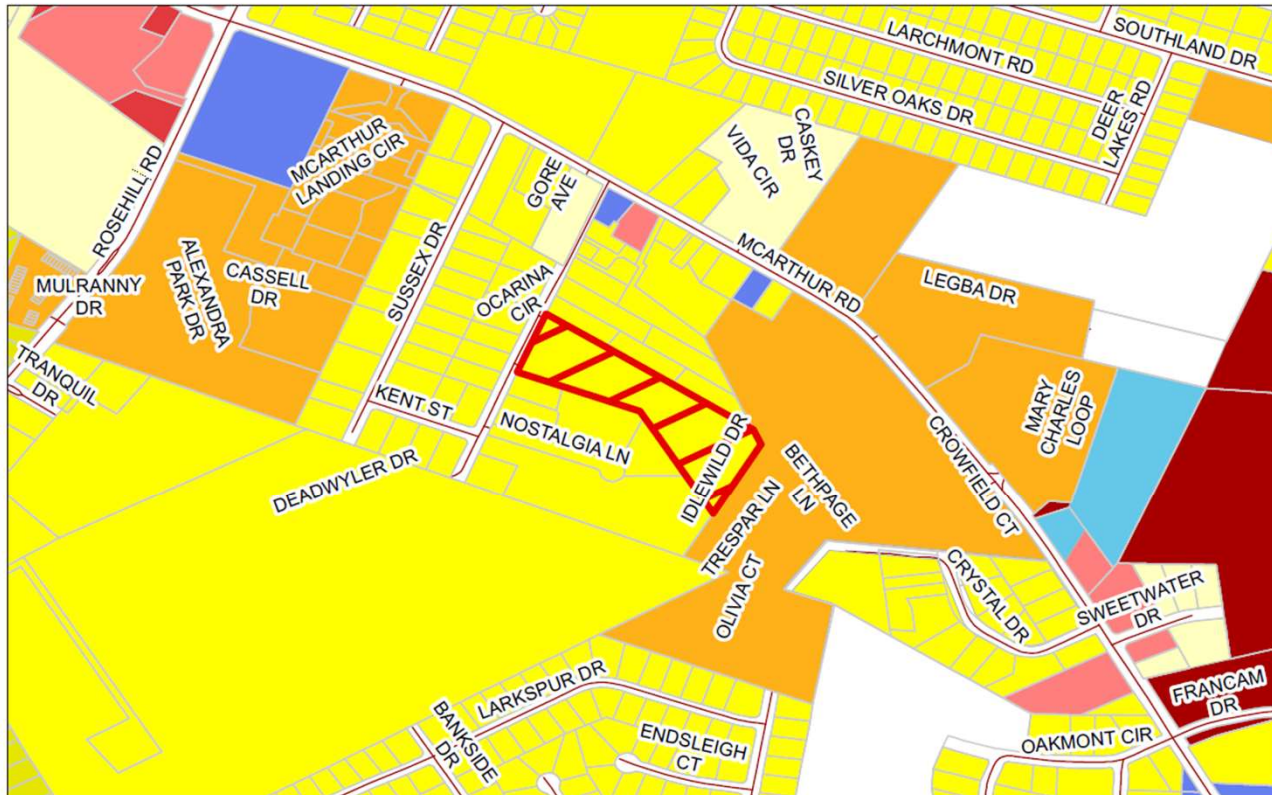 LARCHMONT RD
SOUTHLAND DR
SILVER OAKS DR
DEER
LAKES RD
CASKEY
DR
VIDA CIR
MCARTHUR
LANDING CIR
GORE
AVE
ROSEHILL RD
SUSSEX DR
MCARTHUR RD
ALEXANDRA
PARK DR
CASSELL
DR
MULRANNY
DR
OCARINA
CIR
LEGBA DR
TRANQUIL
DR
KENT ST
NOSTALGIA LN
MARY
CHARLES
LOOP
DEADWYLER DR
IDLEWILD DR
BETHPAGE
LN
CROWFIELD CT
TRESPAR LN
OLIVIA CT
CRYSTAL DR
SWEETWATER
DR
LARKSPUR DR
BANKSIDE
DR
ENDSLEIGH
CT
FRANCAM
DR
OAKMONT CIR